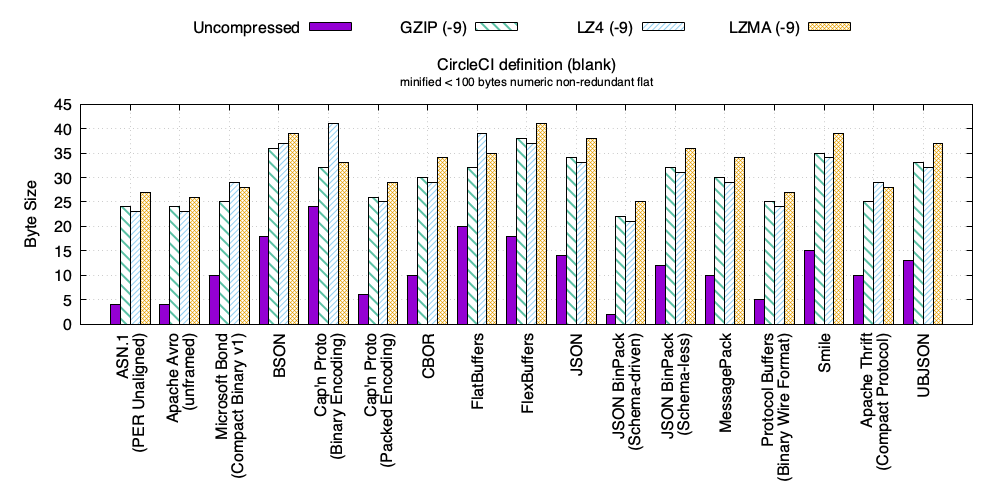 Uncompressed GZIP (-9) LZ4 (-9) LZMA (-9)
CircleCI definition (blank)
minified < 100 bytes numeric non-redundant flat
Byte Size
45
40
35
30
25
20
15
10
5
0
ASN.1
(PER Unaligned)
Apache Avro
(unframed)
Microsoft Bond
(Compact Binary v1)
BSON
Cap'n Proto
(Binary Encoding)
Cap'n Proto
(Packed Encoding)
CBOR
FlatBuffers
FlexBuffers
JSON
JSON BinPack
(Schema-driven)
JSON BinPack
(Schema-less)
MessagePack
Protocol Buffers
(Binary Wire Format)
Smile
Apache Thrift
(Compact Protocol)
UBJSON